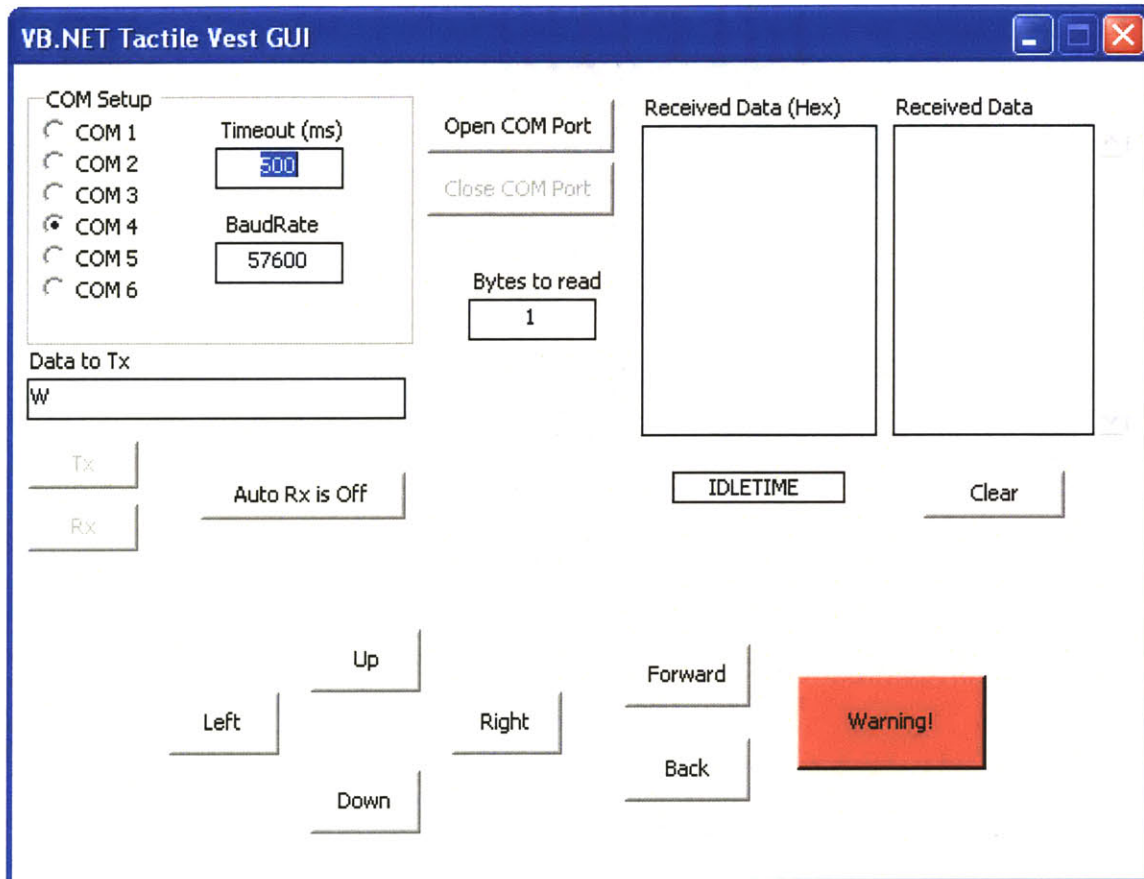 VB.NET Tactile Vest GUI
COM Setup
COM 1
COM 2
COM 3
COM 4
COM 5
COM 6
Timeout (ms)
500
BaudRate
57600
Open COM Port
Close COM Port
Bytes to read
1
Received Data (Hex)
Received Data
Data to Tx
W
Tx
Rx
Auto Rx is Off
IDLETIME
Clear
Up
Left
Right
Down
Forward
Back
Warning!